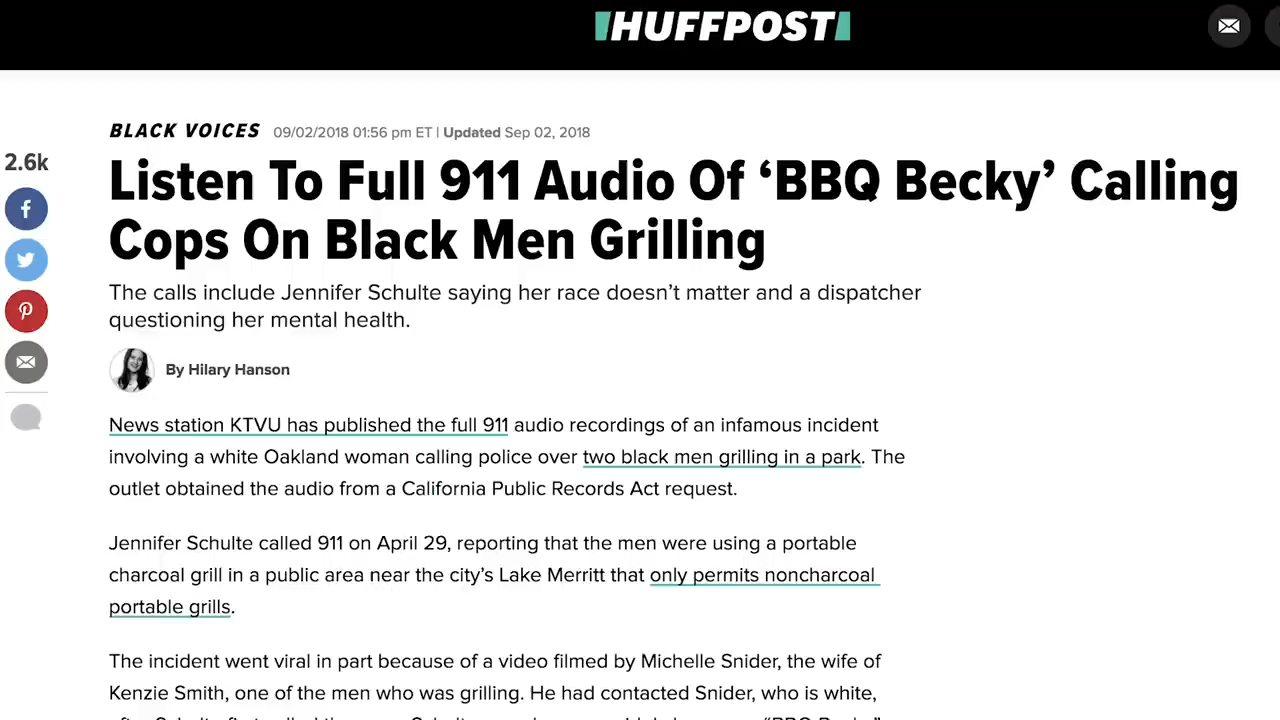 HUFFPOST
BLACK VOICES 09/02/2018 01:56 pm ET | Updated Sep 02, 2018
2.6k
Listen To Full 911 Audio Of ‘BBQ Becky’ Calling
Cops On Black Men Grilling
The calls include Jennifer Schulte saying her race doesn’t matter and a dispatcher
questioning her mental health.
By Hilary Hanson
News station KTVU has published the full 911 audio recordings of an infamous incident
involving a white Oakland woman calling police over two black men grilling in a park. The
outlet obtained the audio from a California Public Records Act request.
Jennifer Schulte called 911 on April 29, reporting that the men were using a portable
charcoal grill in a public area near the city’s Lake Merritt that only permits noncharcoal
portable grills.
The incident went viral in part because of a video filmed by Michelle Snider, the wife of
Kenzie Smith, one of the men who was grilling. He had contacted Snider, who is white,